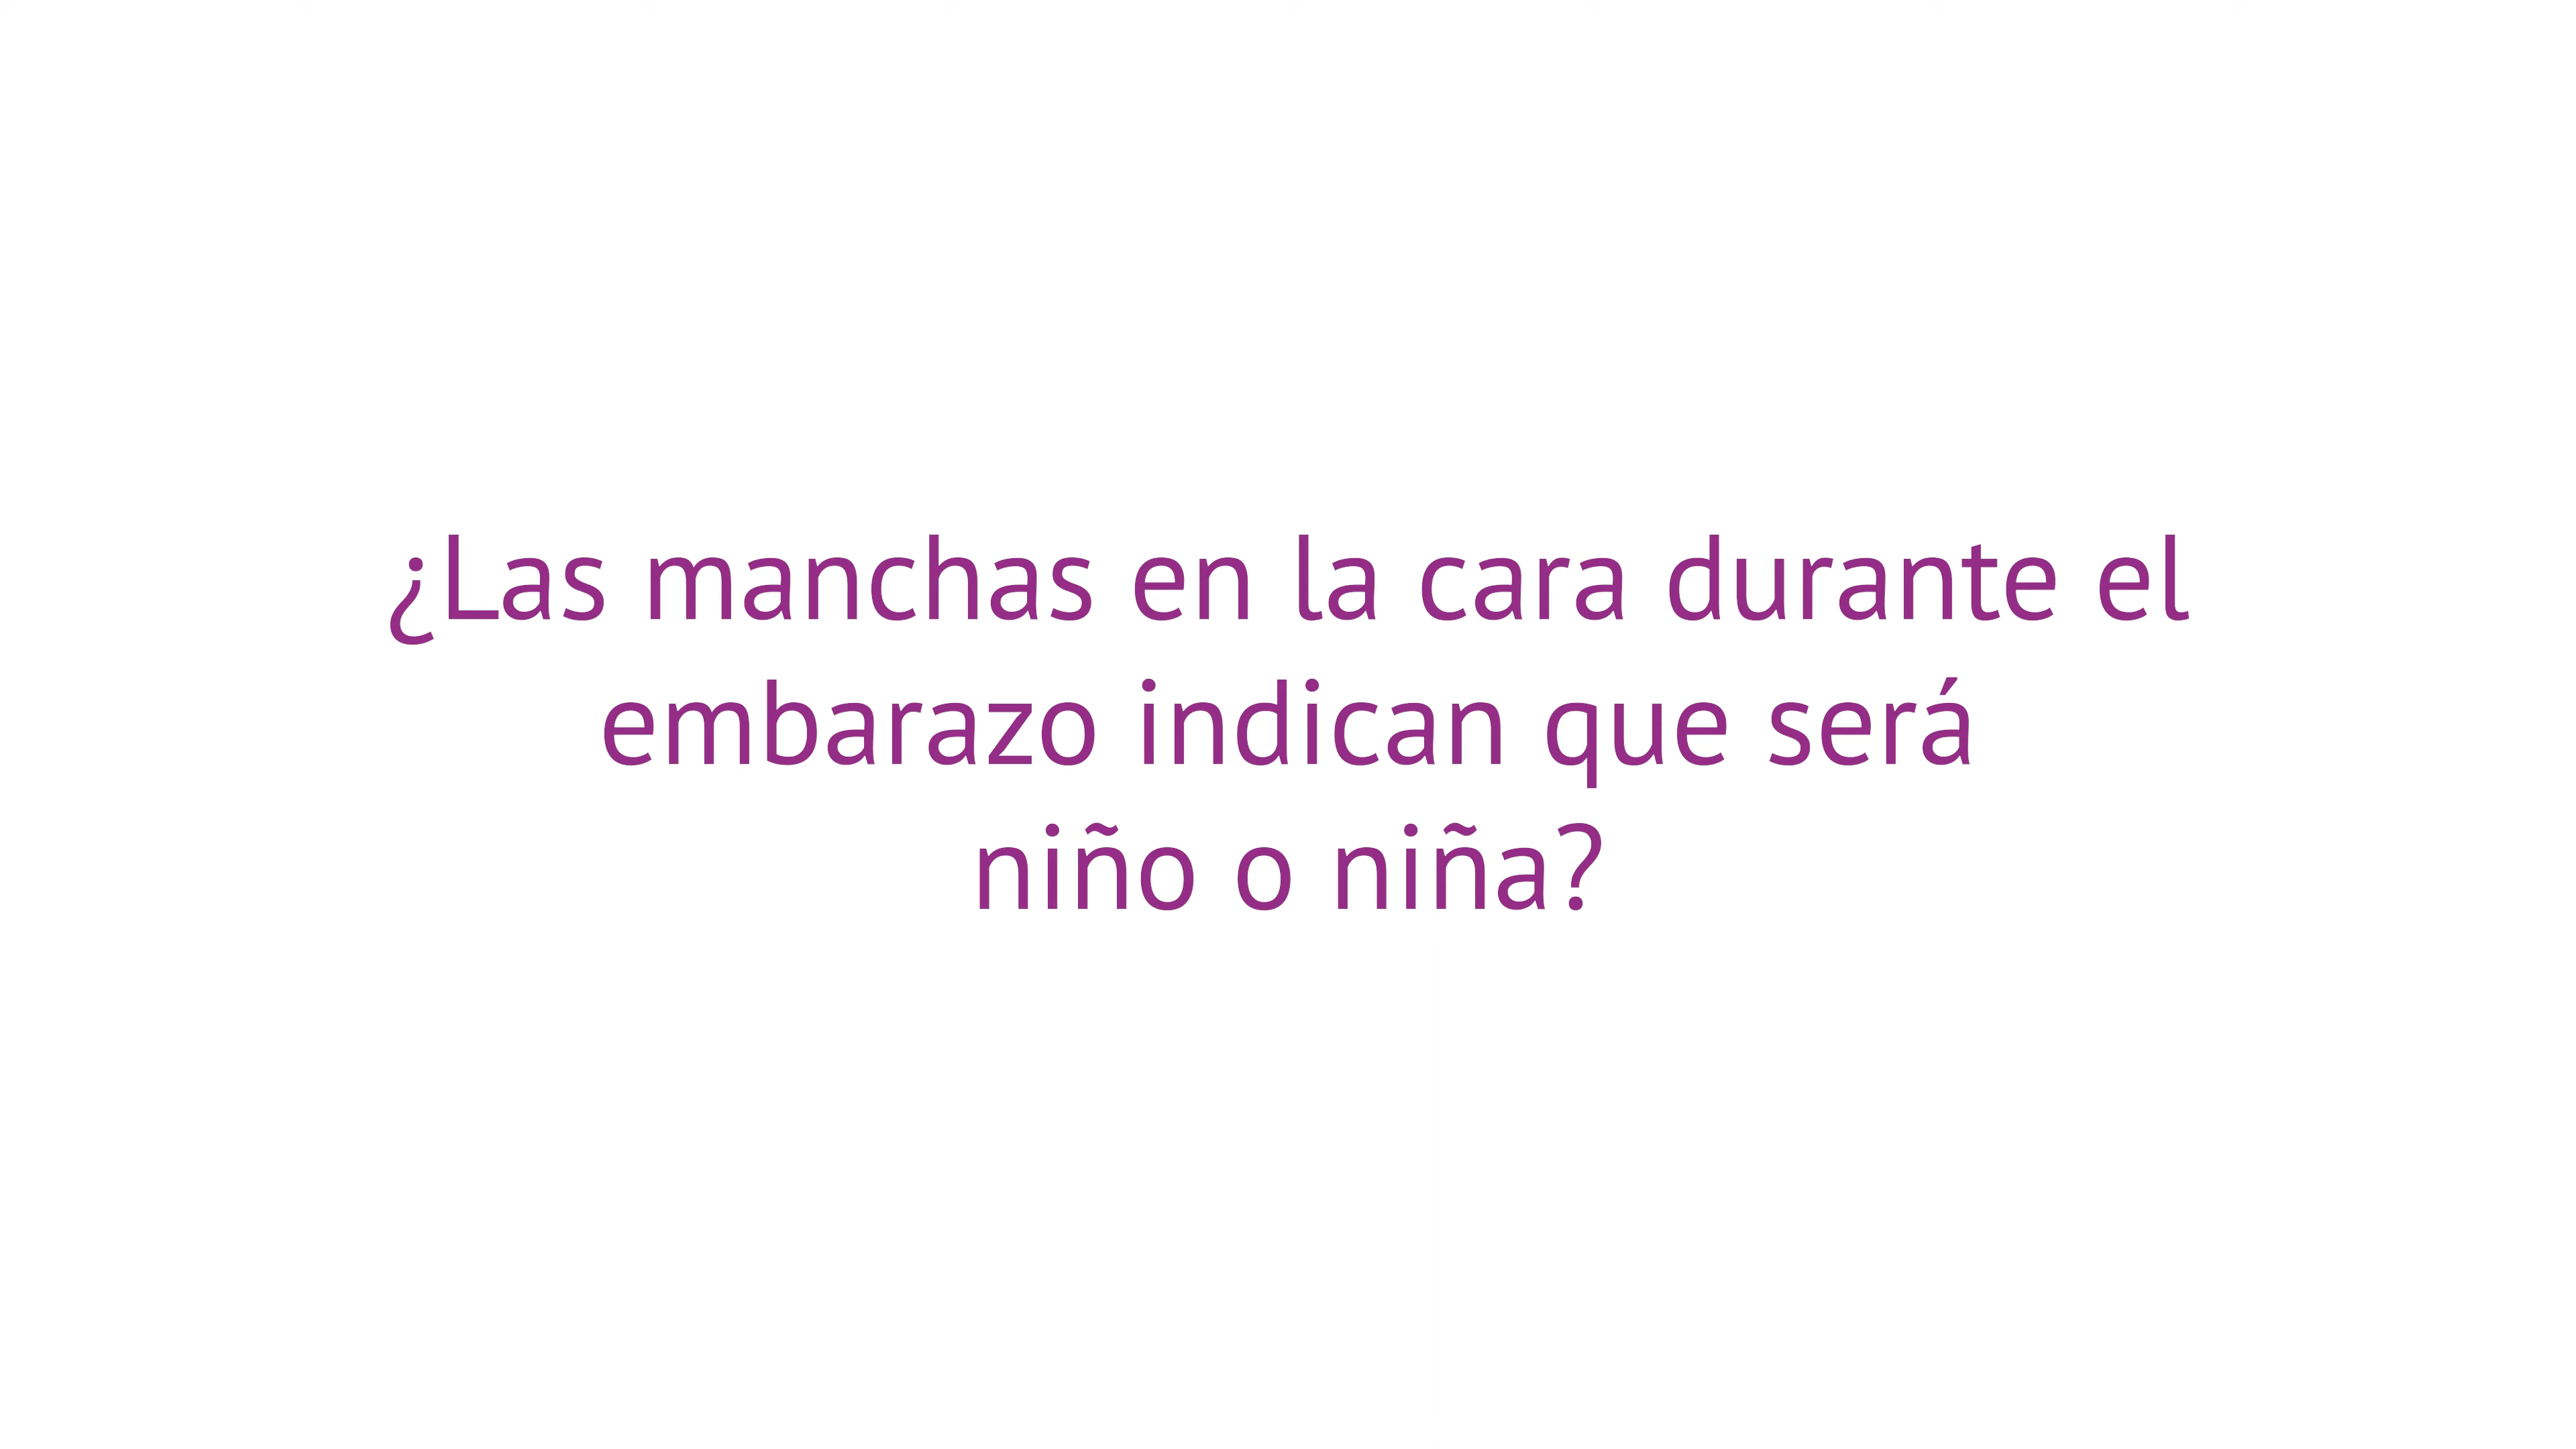 ¿Las manchas en la cara durante el
embarazo indican que será
niño o niña?